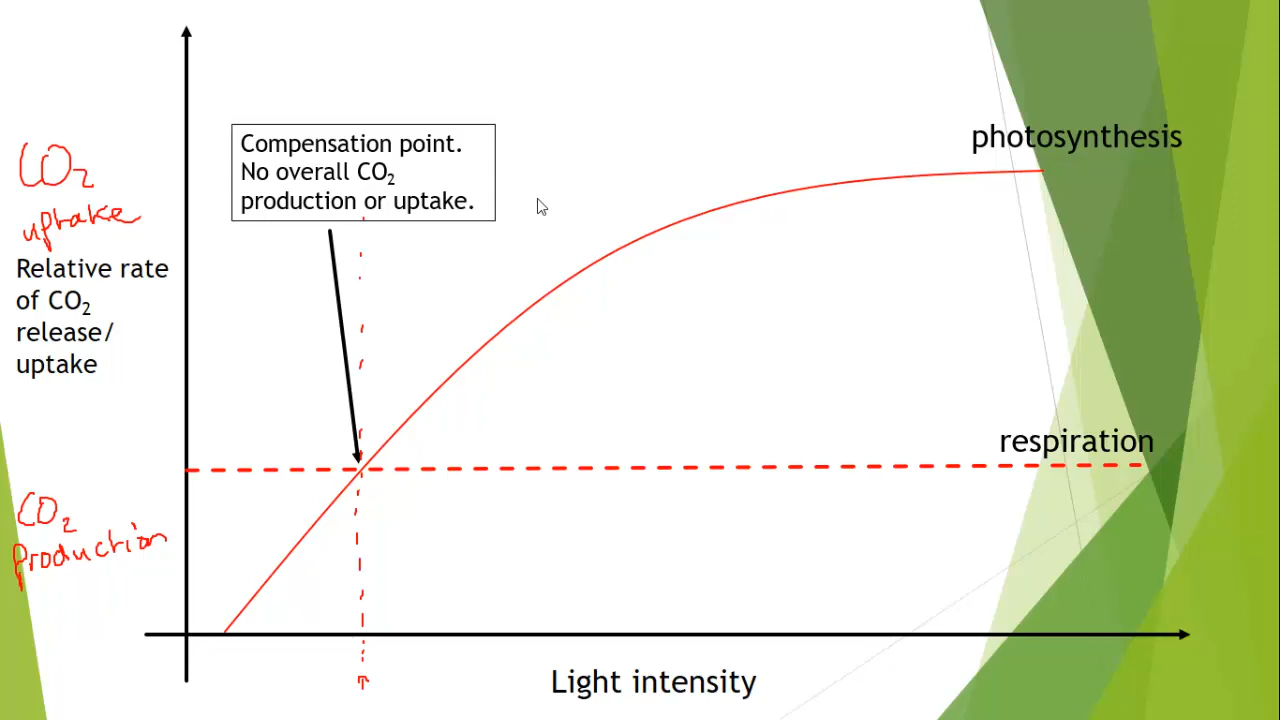 CO₂
uptake
Relative rate
of CO₂
release/
uptake
CO₂
Production
Compensation point.
No overall CO₂
production or uptake.
photosynthesis
respiration
Light intensity